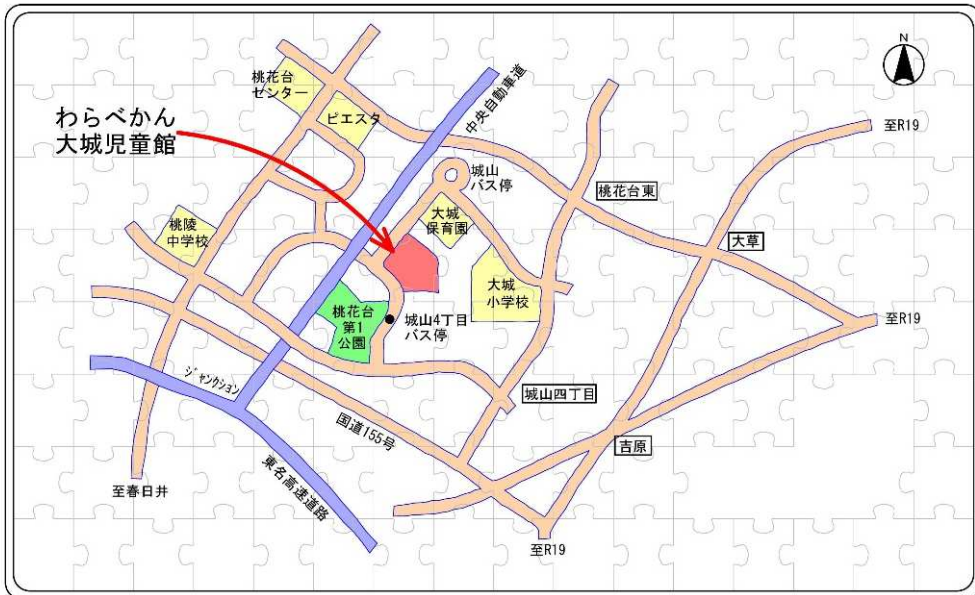 N
桃花台
センター
ピエスタ
中央自動車道
わらべかん
大城児童館
至R19
城山
バス停
桃花台東
大城
保育園
桃陵
中学校
大草
大城
小学校
桃花台
第1
公園
城山4丁目
バス停
至R19
ジャンクション
城山四丁目
国道155号
吉原
東名高速道路
至春日井
至R19